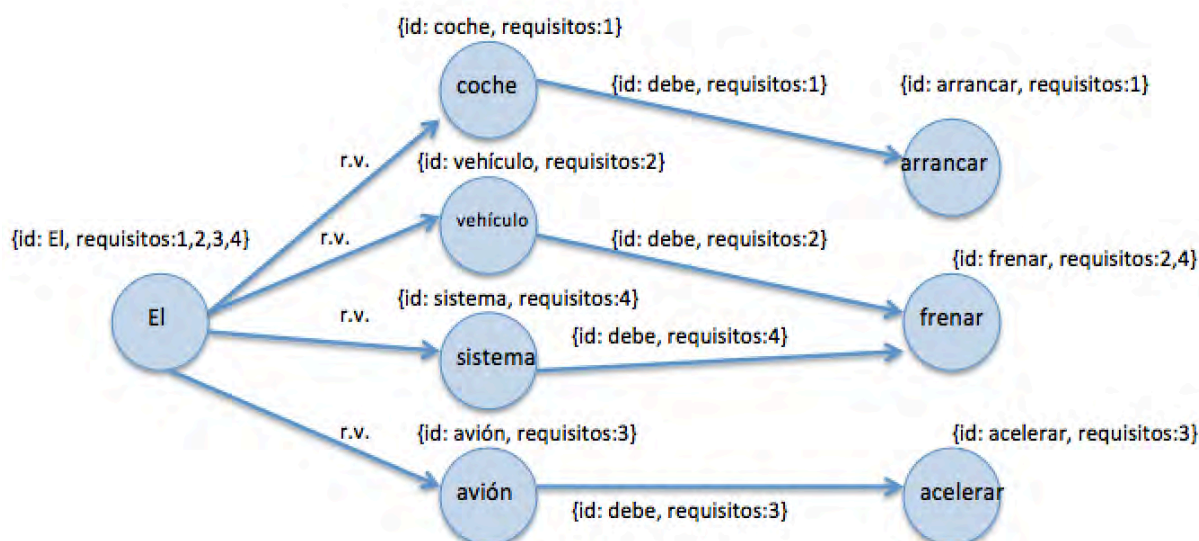 {id: coche, requisitos:1}
coche
{id: debe, requisitos:1}
{id: arrancar, requisitos:1}
arrancar
r.v.
{id: vehículo, requisitos:2}
vehículo
{id: El, requisitos:1,2,3,4}
r.v.
{id: debe, requisitos:2}
{id: frenar, requisitos:2,4}
El
r.v.
{id: sistema, requisitos:4}
frenar
sistema
{id: debe, requisitos:4}
r.v.
{id: avión, requisitos:3}
{id: acelerar, requisitos:3}
avión
{id: debe, requisitos:3}
acelerar